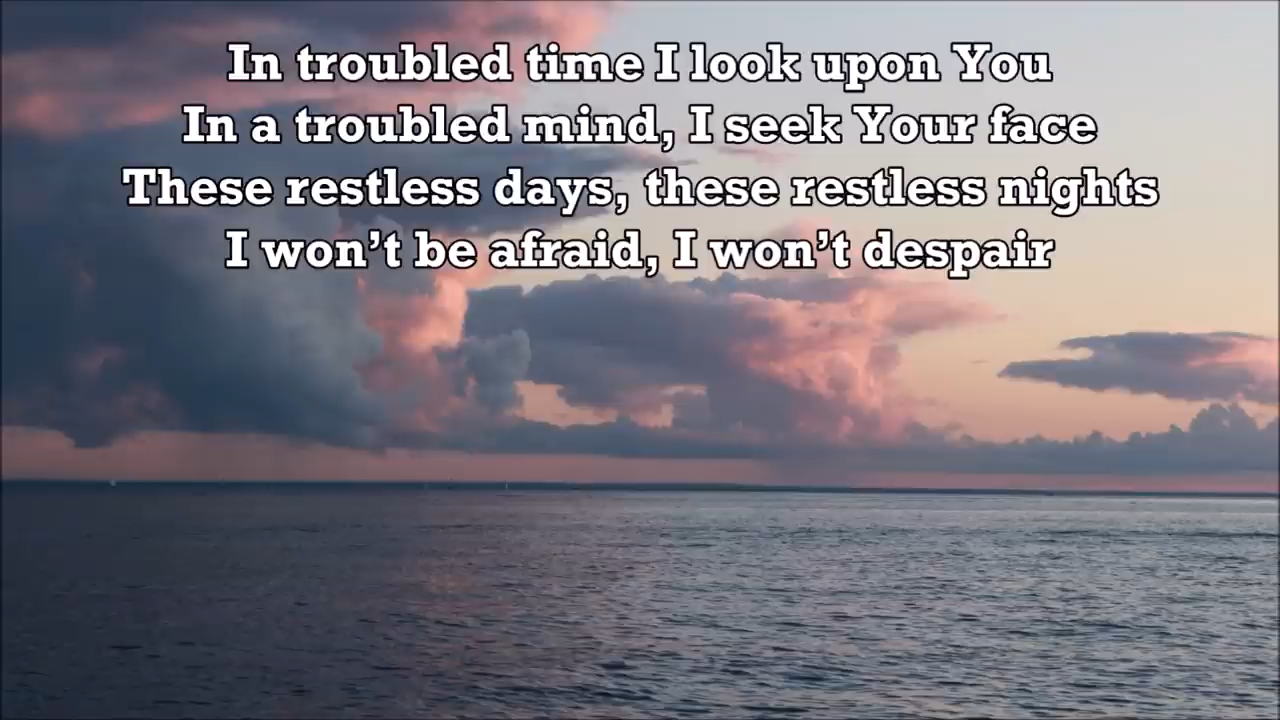 In troubled time I look upon You
In a troubled mind, I seek Your face
These restless days, these restless nights
I won’t be afraid, I won’t despair